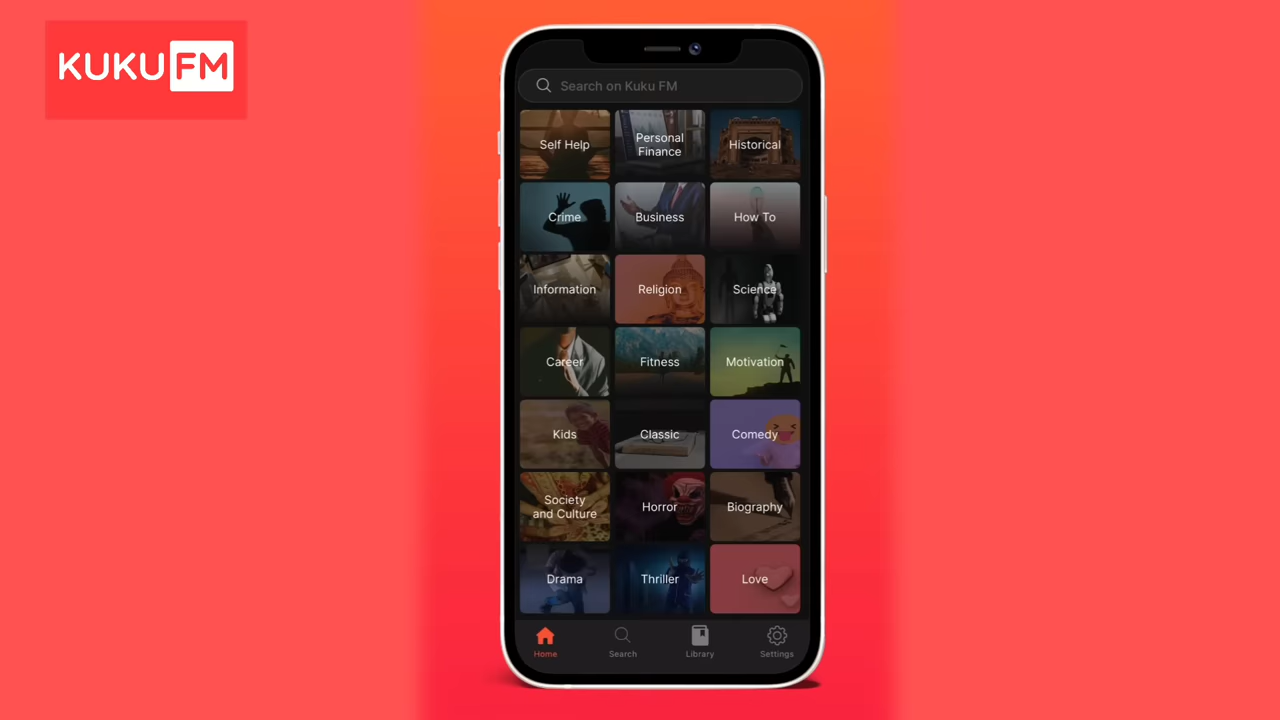 KUKU FM
Search on Kuku FM
Self Help
Personal
Finance
Historical
Crime
Business
How To
Information
Religion
Science
Career
Fitness
Motivation
Kids
Classic
Comedy
Society
and Culture
Horror
Biography
Drama
Thriller
Love
Home
Search
Library
Settings